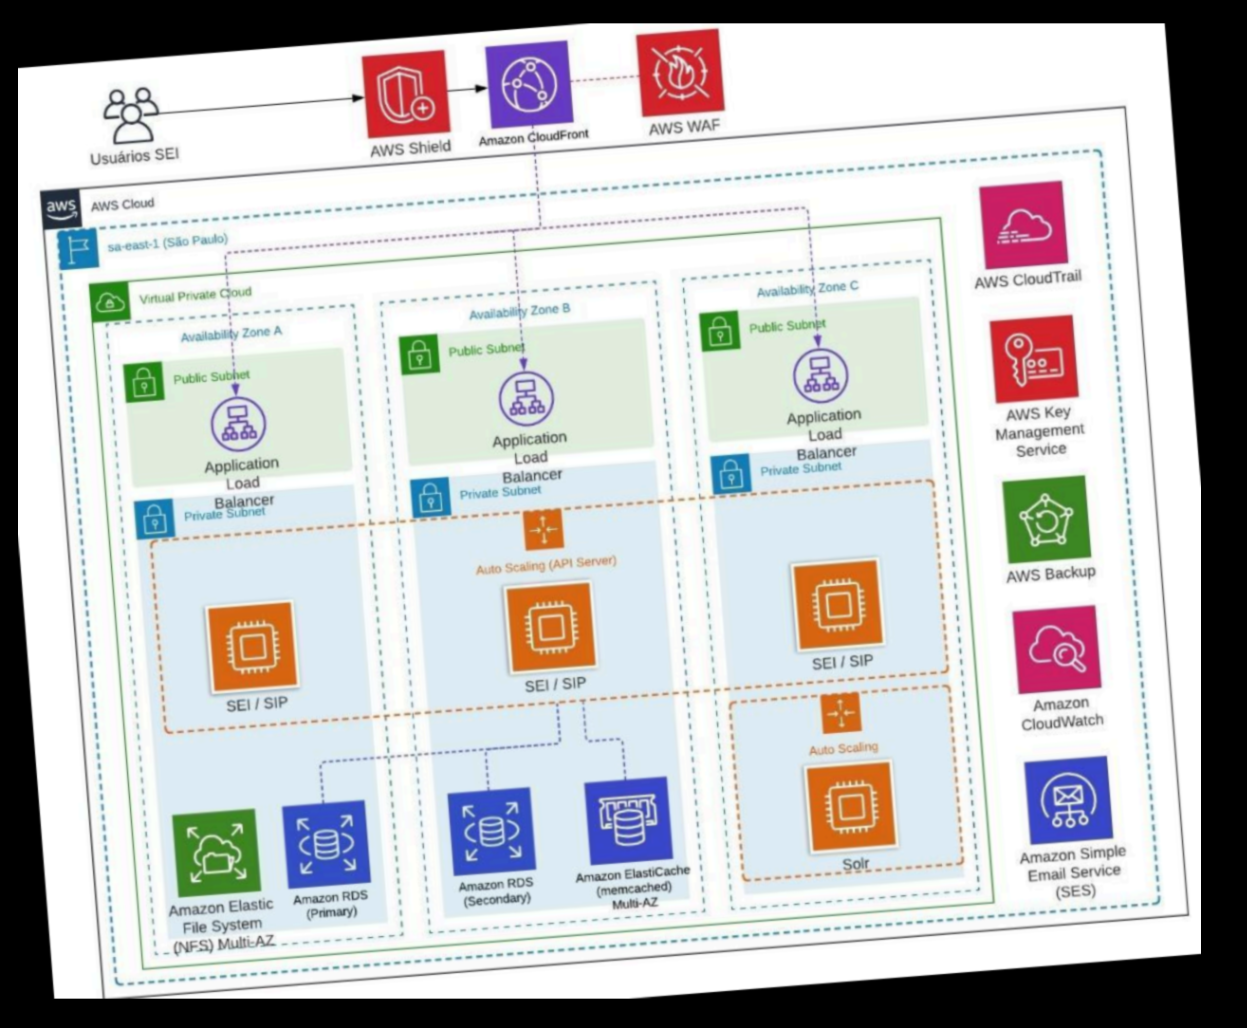 Usuários SEI
AWS Shield
Amazon CloudFront
AWS WAF
aws
AWS Cloud
sa-east-1 (São Paulo)
Virtual Private Cloud
Availability Zone A
Public Subnet
Application
Load
Balancer
Private Subnet
SEI / SIP
Availability Zone B
Public Subnet
Application
Load
Balancer
Private Subnet
Auto Scaling (API Server)
SEI / SIP
Availability Zone C
Public Subnet
Application
Load
Balancer
Private Subnet
SEI / SIP
Auto Scaling
Solr
Amazon Elastic
File System
(NFS) Multi-AZ
Amazon RDS
(Primary)
Amazon RDS
(Secondary)
Amazon ElastiCache
(memcached)
Multi-AZ
AWS CloudTrail
AWS Key
Management
Service
AWS Backup
Amazon
CloudWatch
Amazon Simple
Email Service
(SES)